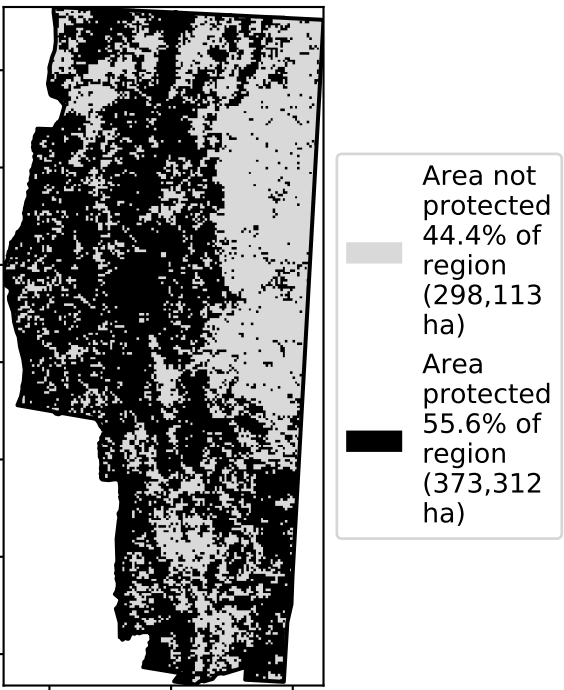 Area not
protected
44.4% of
region
(298,113
ha)
Area
protected
55.6% of
region
(373,312
ha)